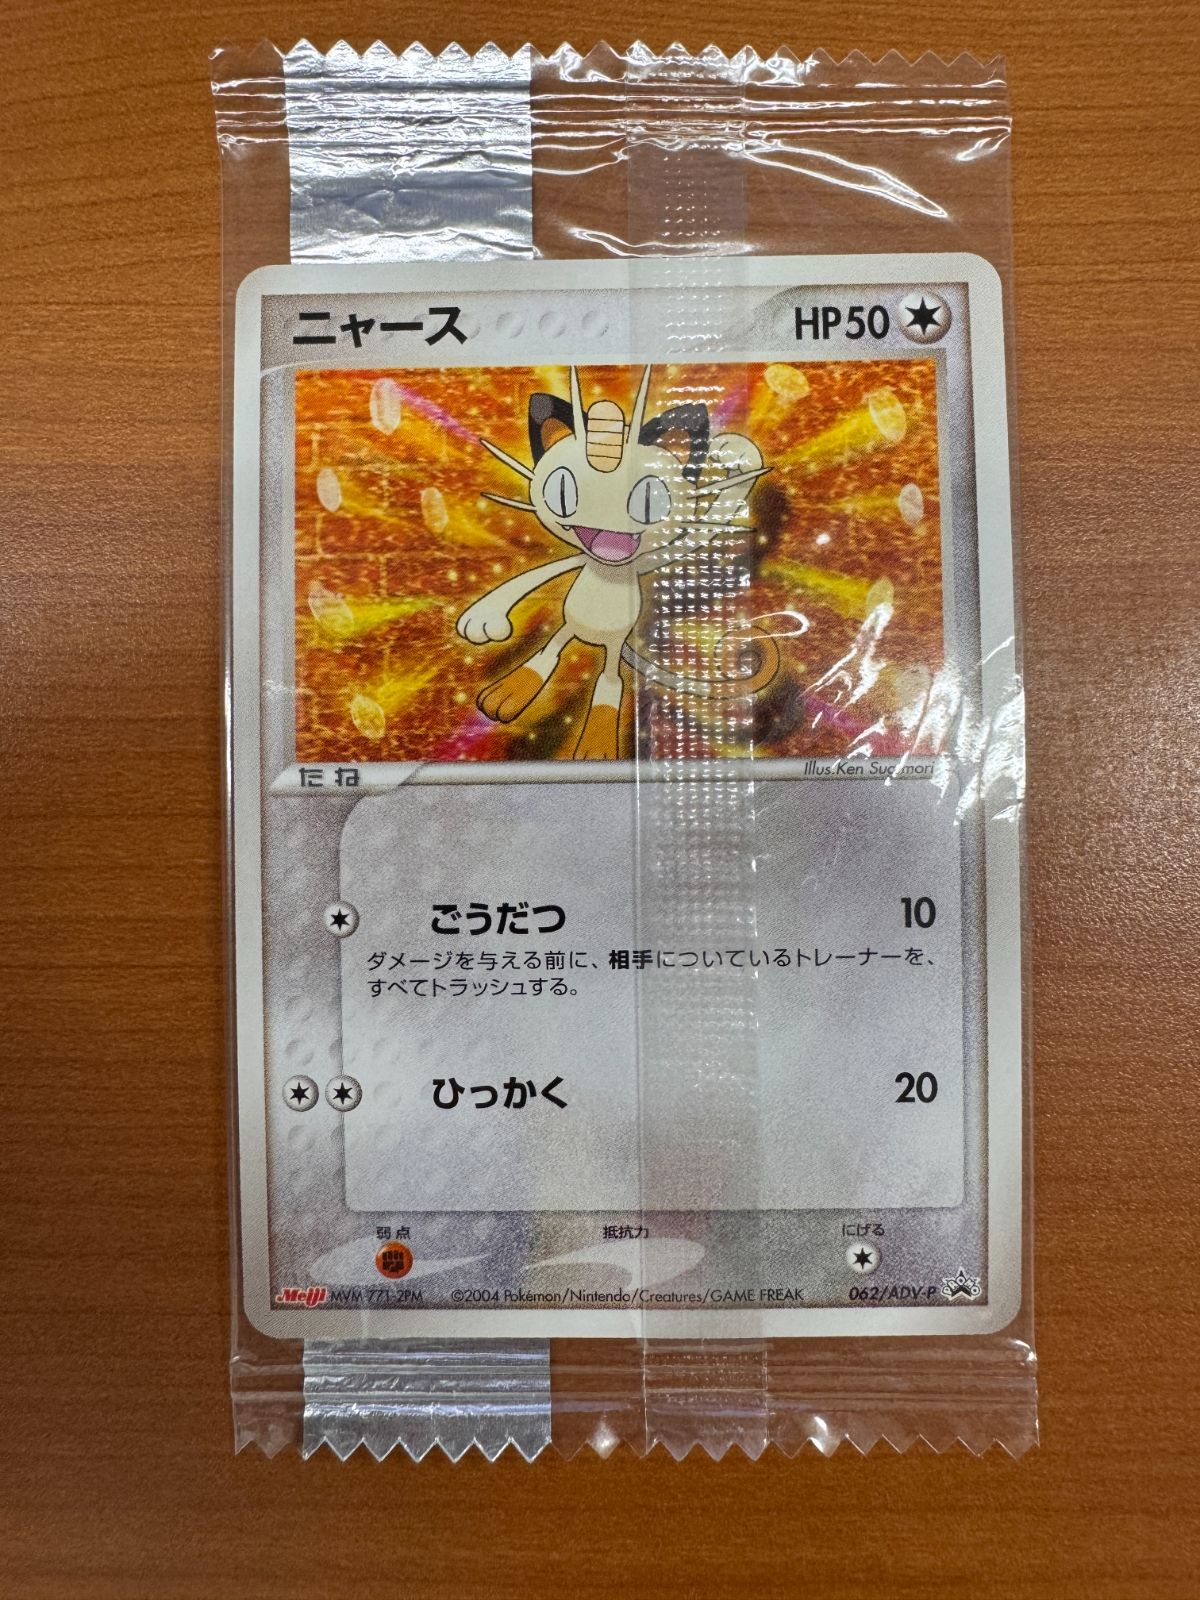 ニャース HP50
たね Illus.Ken Sugimori
ごうだつ 10
ダメージを与える前に、相手についているトレーナーを、
すべてトラッシュする。
ひっかく 20
弱点 抵抗力 にげる
Meiji MVM 771-2PM ©2004 Pokémon/Nintendo/Creatures/GAME FREAK 062/ADV-P PROMO